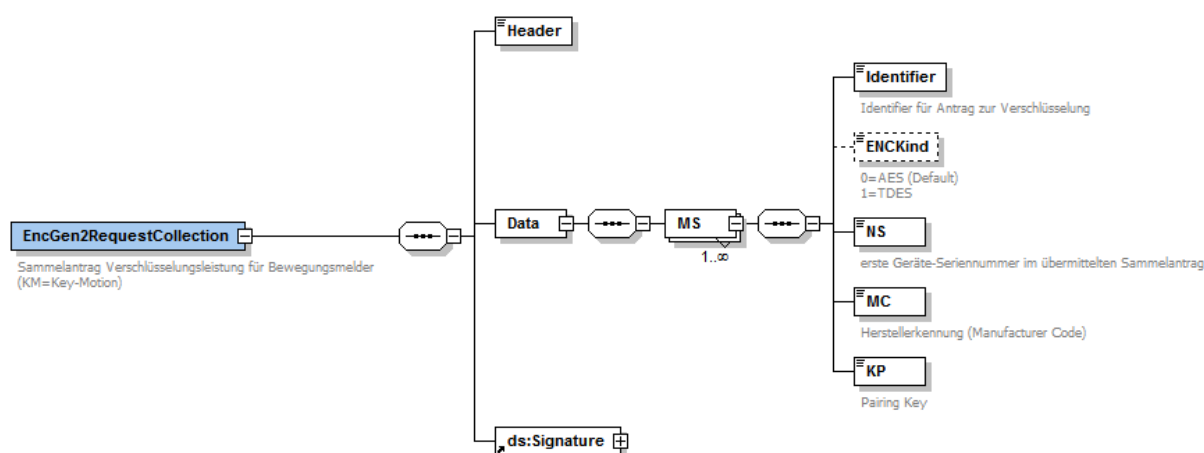 Header
Identifier
Identifier für Antrag zur Verschlüsselung
ENCKind
0=AES (Default)
1=TDES
EncGen2RequestCollection
Sammelantrag Verschlüsselungsleistung für Bewegungsmelder
(KM=Key-Motion)
Data
MS
1..∞
NS
erste Geräte-Seriennummer im übermittelten Sammelantrag
MC
Herstellerkennung (Manufacturer Code)
KP
Pairing Key
ds:Signature